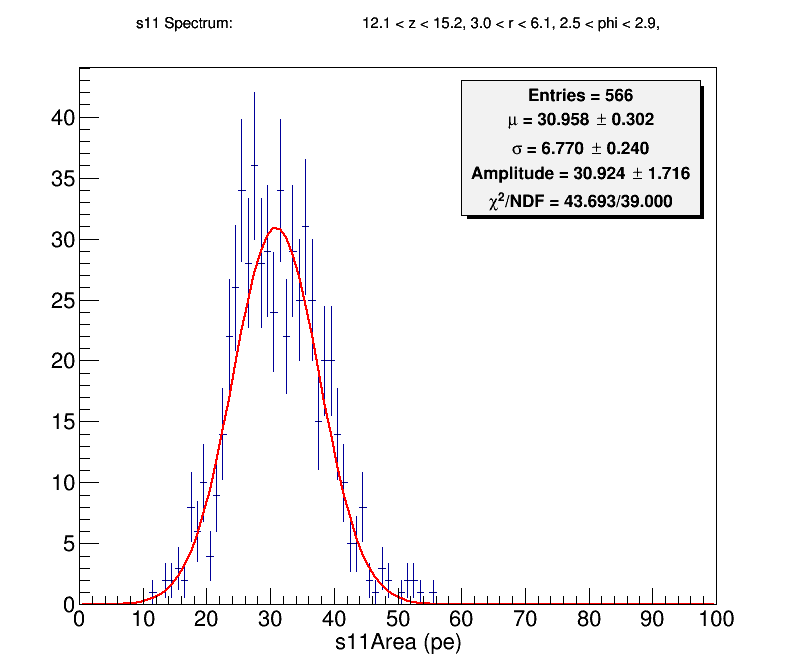 s11 Spectrum: 12.1 < z < 15.2, 3.0 < r < 6.1, 2.5 < phi < 2.9,
Entries = 566
μ = 30.958 ± 0.302
σ = 6.770 ± 0.240
Amplitude = 30.924 ± 1.716
χ²/NDF = 43.693/39.000
40
35
30
25
20
15
10
5
0
0 10 20 30 40 50 60 70 80 90 100
s11Area (pe)